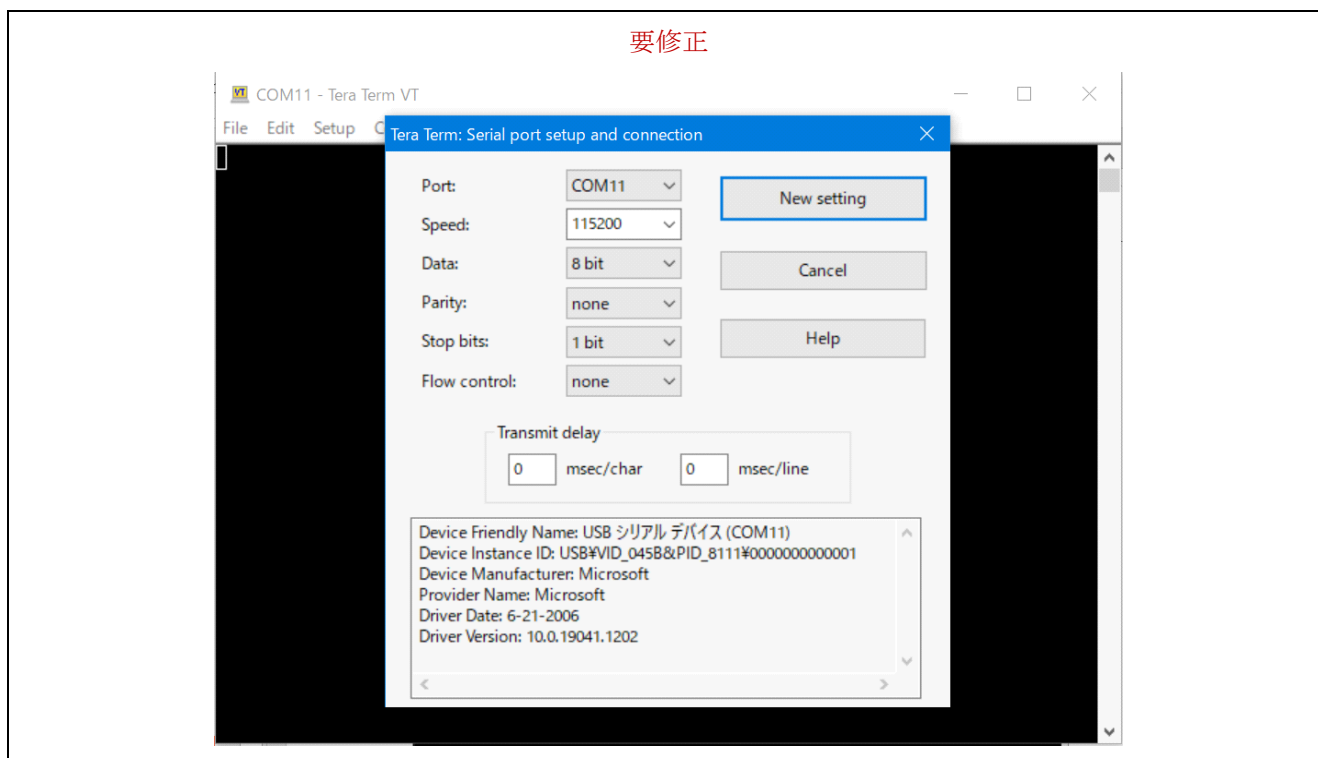 要修正
COM11 - Tera Term VT
File Edit Setup C
Tera Term: Serial port setup and connection
Port: COM11 New setting
Speed: 115200
Data: 8 bit Cancel
Parity: none
Stop bits: 1 bit Help
Flow control: none
Transmit delay
0 msec/char 0 msec/line
Device Friendly Name: USB シリアル デバイス (COM11)
Device Instance ID: USB¥VID_045B&PID_8111¥0000000000001
Device Manufacturer: Microsoft
Provider Name: Microsoft
Driver Date: 6-21-2006
Driver Version: 10.0.19041.1202